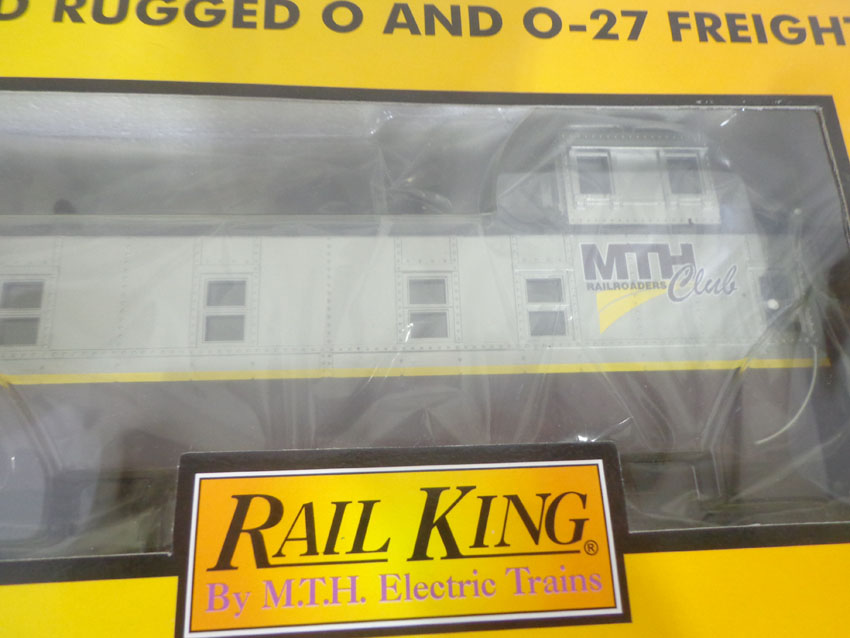 RUGGED O AND O-27 FREIGHT
MTH
RAILROADERS Club
RAIL KING®
By M.T.H. Electric Trains